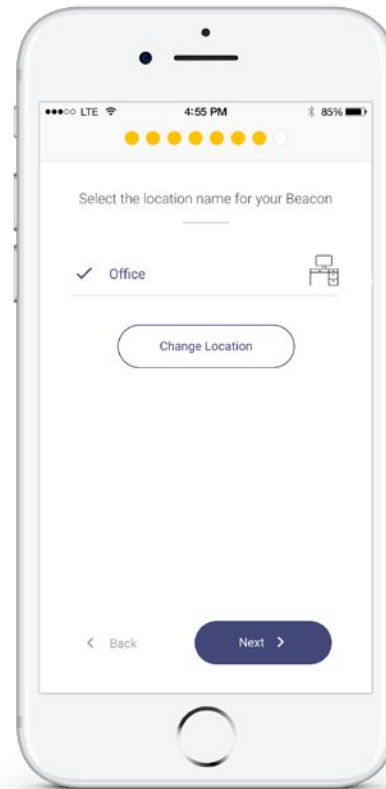 LTE 4:55 PM 85%
Select the location name for your Beacon
Office
Change Location
Back Next